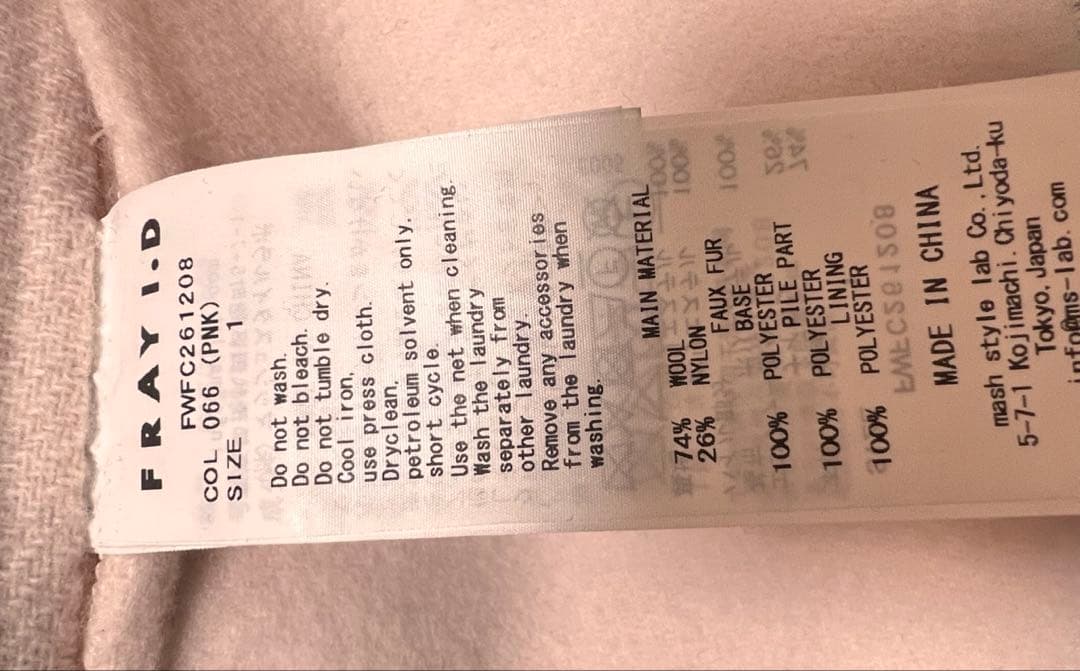 F R A Y  I . D
FWFC261208
COL 066 (PNK)
SIZE 1
Do not wash.
Do not bleach.
Do not tumble dry.
Cool iron,
use press cloth.
Dryclean,
petroleum solvent only.
short cycle.
Use the net when cleaning.
Wash the laundry
separately from
other laundry.
Remove any accessories
from the laundry when
washing.
MAIN MATERIAL
74% WOOL
26% NYLON
FAUX FUR
BASE
100% POLYESTER
PILE PART
100% POLYESTER
LINING
100% POLYESTER
MADE IN CHINA
mash style lab Co.,Ltd.
5-7-1 Kojimachi. Chiyoda-ku
Tokyo, Japan
info@ms-lab.com